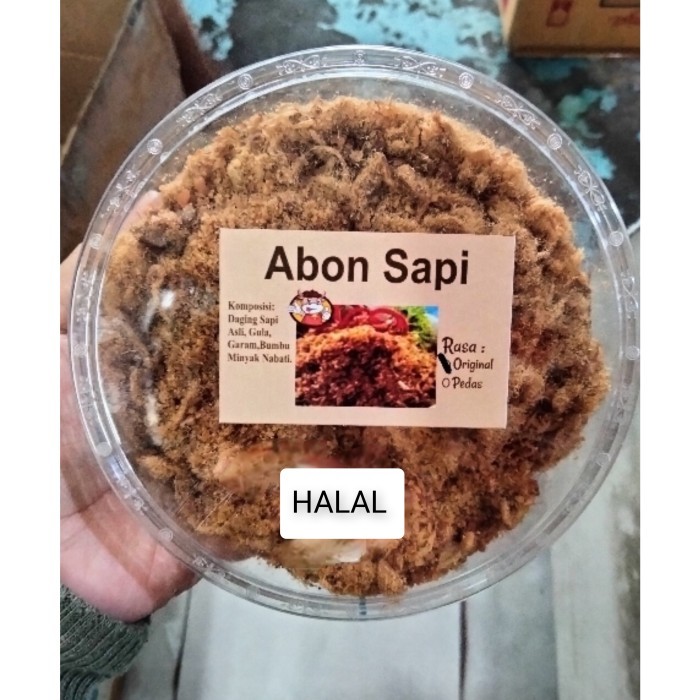 Abon Sapi
Komposisi:
Daging Sapi
Asli, Gula,
Garam,Bumbu
Minyak Nabati.
Rasa :
Original
Pedas
HALAL